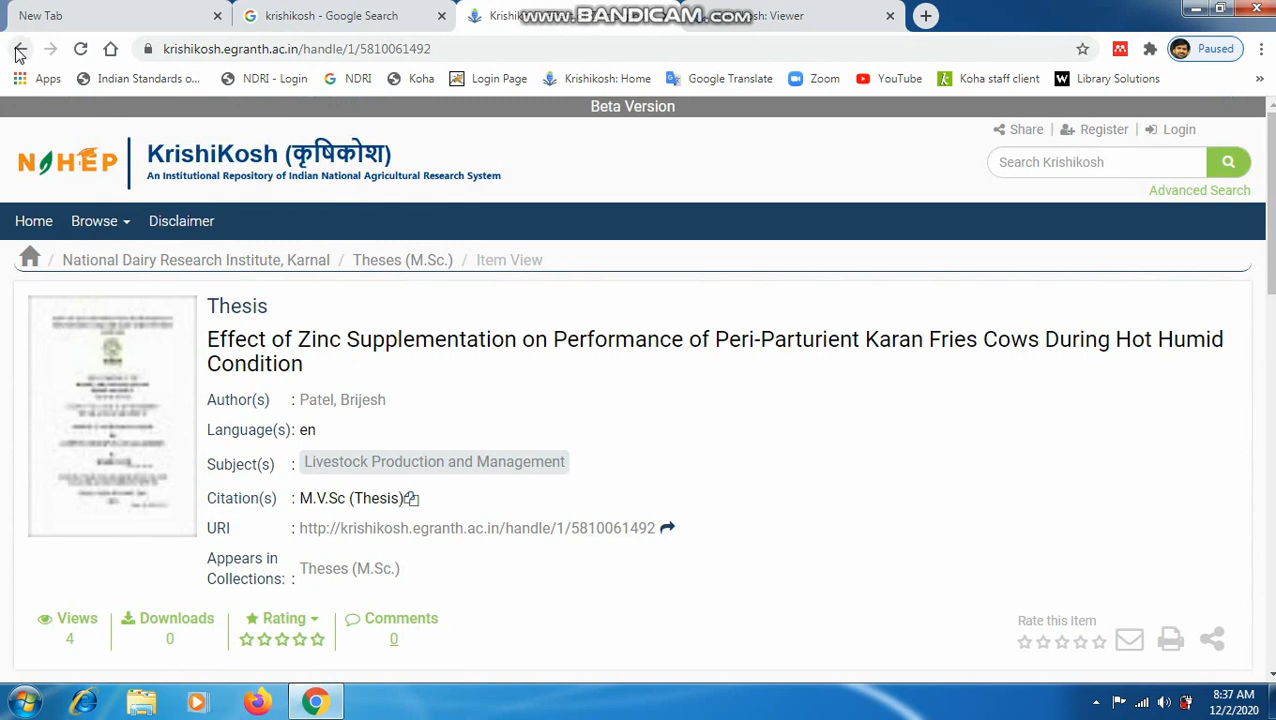 New Tab
krishikosh - Google Search
Krishi
www.BANDICAM.com
sh: Viewer
krishikosh.egranth.ac.in/handle/1/5810061492
Paused
Apps
Indian Standards o...
NDRI - Login
NDRI
Koha
Login Page
Krishikosh: Home
Google Translate
Zoom
YouTube
Koha staff client
Library Solutions
»
Beta Version
Share | Register | Login
NAHEP
KrishiKosh (कृषिकोश)
An Institutional Repository of Indian National Agricultural Research System
Search Krishikosh
Advanced Search
Home
Browse
Disclaimer
/ National Dairy Research Institute, Karnal / Theses (M.Sc.) / Item View
Thesis
Effect of Zinc Supplementation on Performance of Peri-Parturient Karan Fries Cows During Hot Humid
Condition
Author(s) : Patel, Brijesh
Language(s): en
Subject(s) : Livestock Production and Management
Citation(s) : M.V.Sc (Thesis)
URI : http://krishikosh.egranth.ac.in/handle/1/5810061492
Appears in
Collections: : Theses (M.Sc.)
Views
4
Downloads
0
Rating
Comments
0
Rate this Item
8:37 AM
12/2/2020